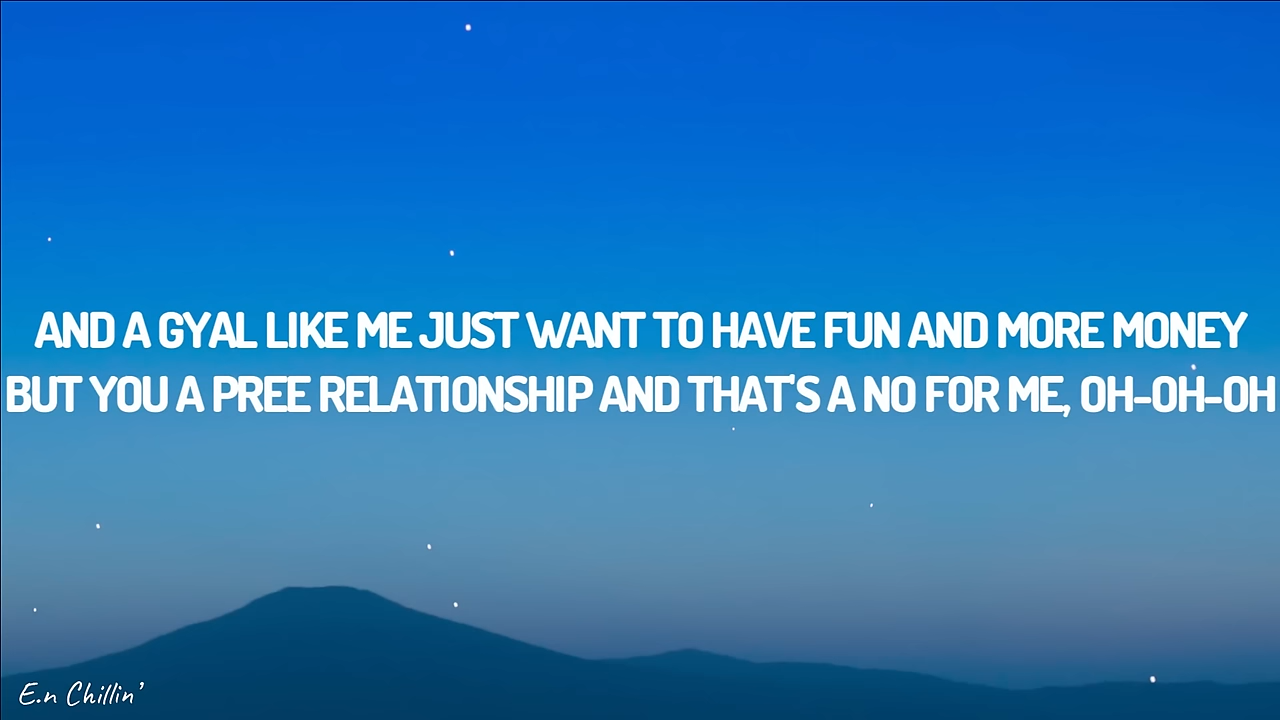 AND A GYAL LIKE ME JUST WANT TO HAVE FUN AND MORE MONEY
BUT YOU A PREE RELATIONSHIP AND THAT'S A NO FOR ME, OH-OH-OH
E.n Chillin'